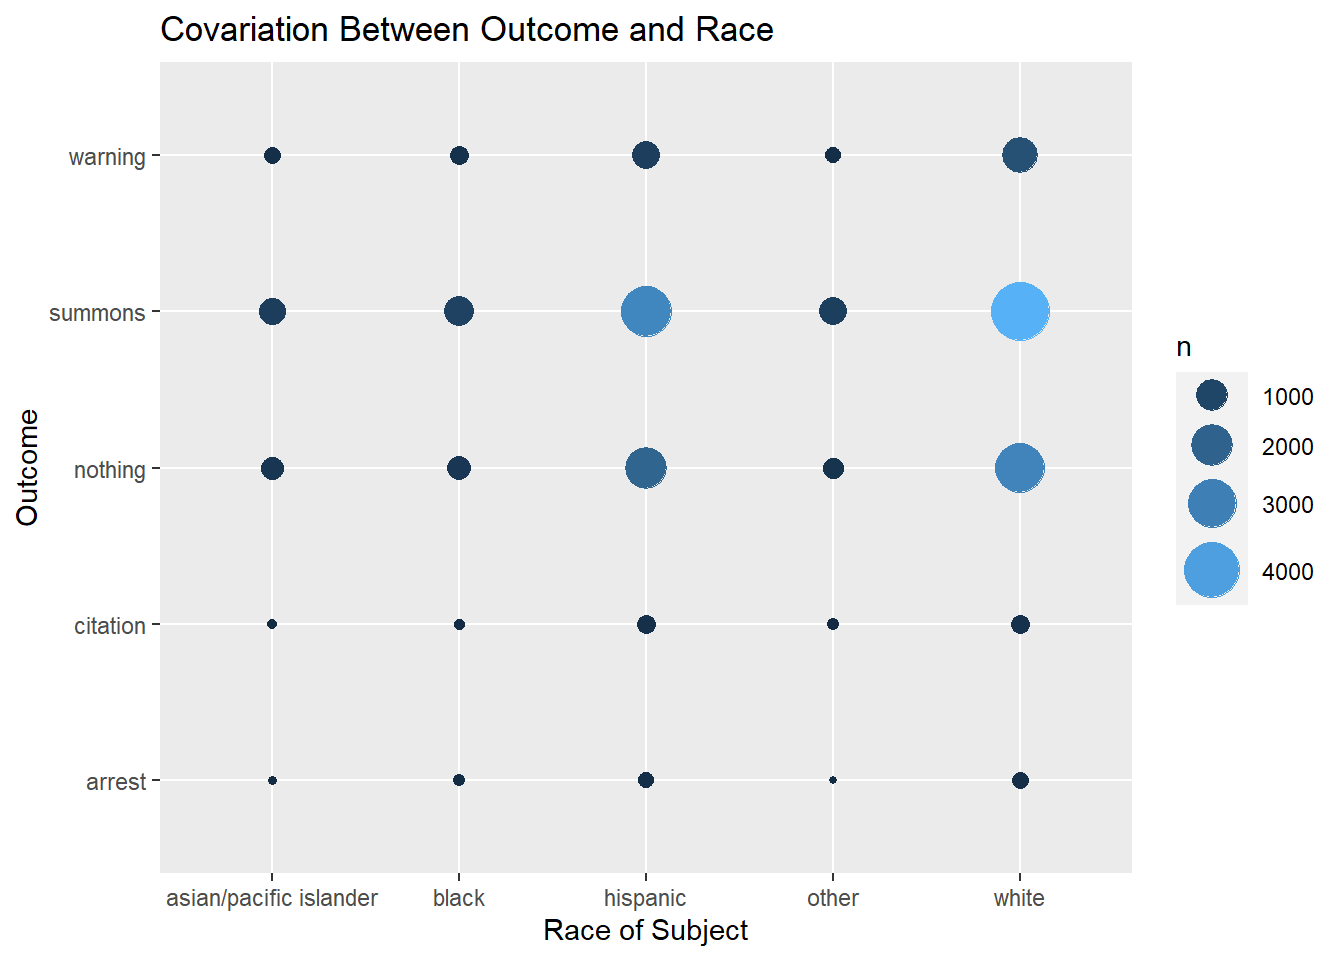 Covariation Between Outcome and Race
warning
summons
nothing
citation
arrest
Outcome
asian/pacific islander
black
hispanic
other
white
Race of Subject
n
1000
2000
3000
4000